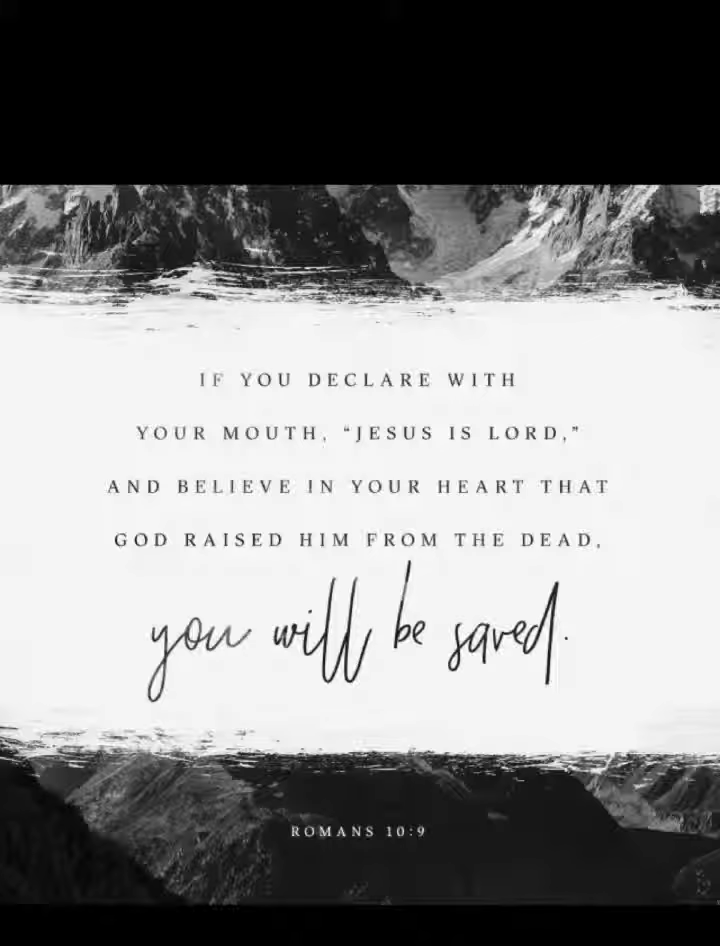 IF YOU DECLARE WITH
YOUR MOUTH, “JESUS IS LORD,”
AND BELIEVE IN YOUR HEART THAT
GOD RAISED HIM FROM THE DEAD,
you will be saved.
ROMANS 10:9